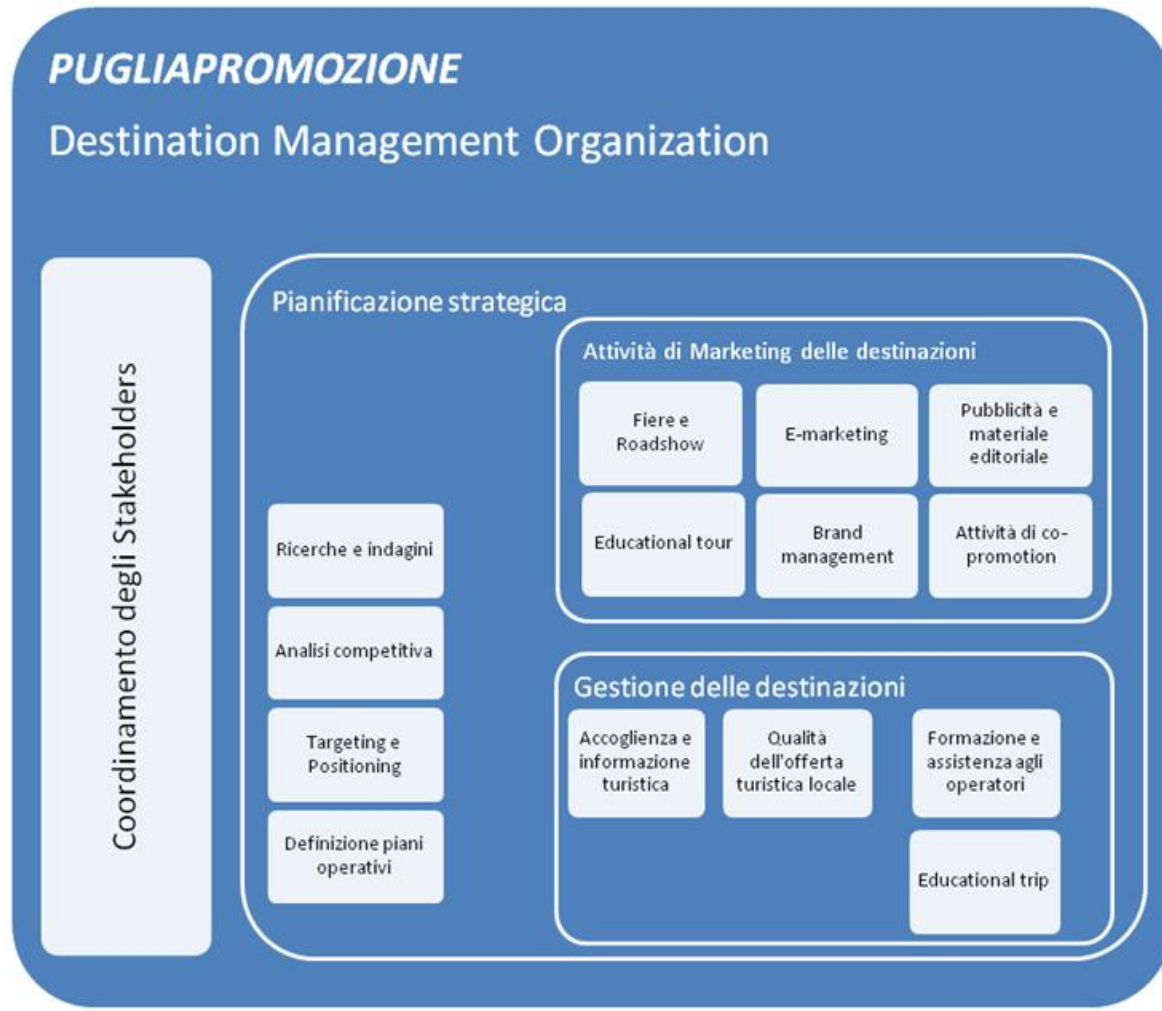 PUGLIAPROMOZIONE
Destination Management Organization
Coordinamento degli Stakeholders
Pianificazione strategica
Ricerche e indagini
Analisi competitiva
Targeting e
Positioning
Definizione piani
operativi
Attività di Marketing delle destinazioni
Fiere e
Roadshow
E-marketing
Pubblicità e
materiale
editoriale
Educational tour
Brand
management
Attività di co-
promotion
Gestione delle destinazioni
Accoglienza e
informazione
turistica
Qualità
dell'offerta
turistica locale
Formazione e
assistenza agli
operatori
Educational trip